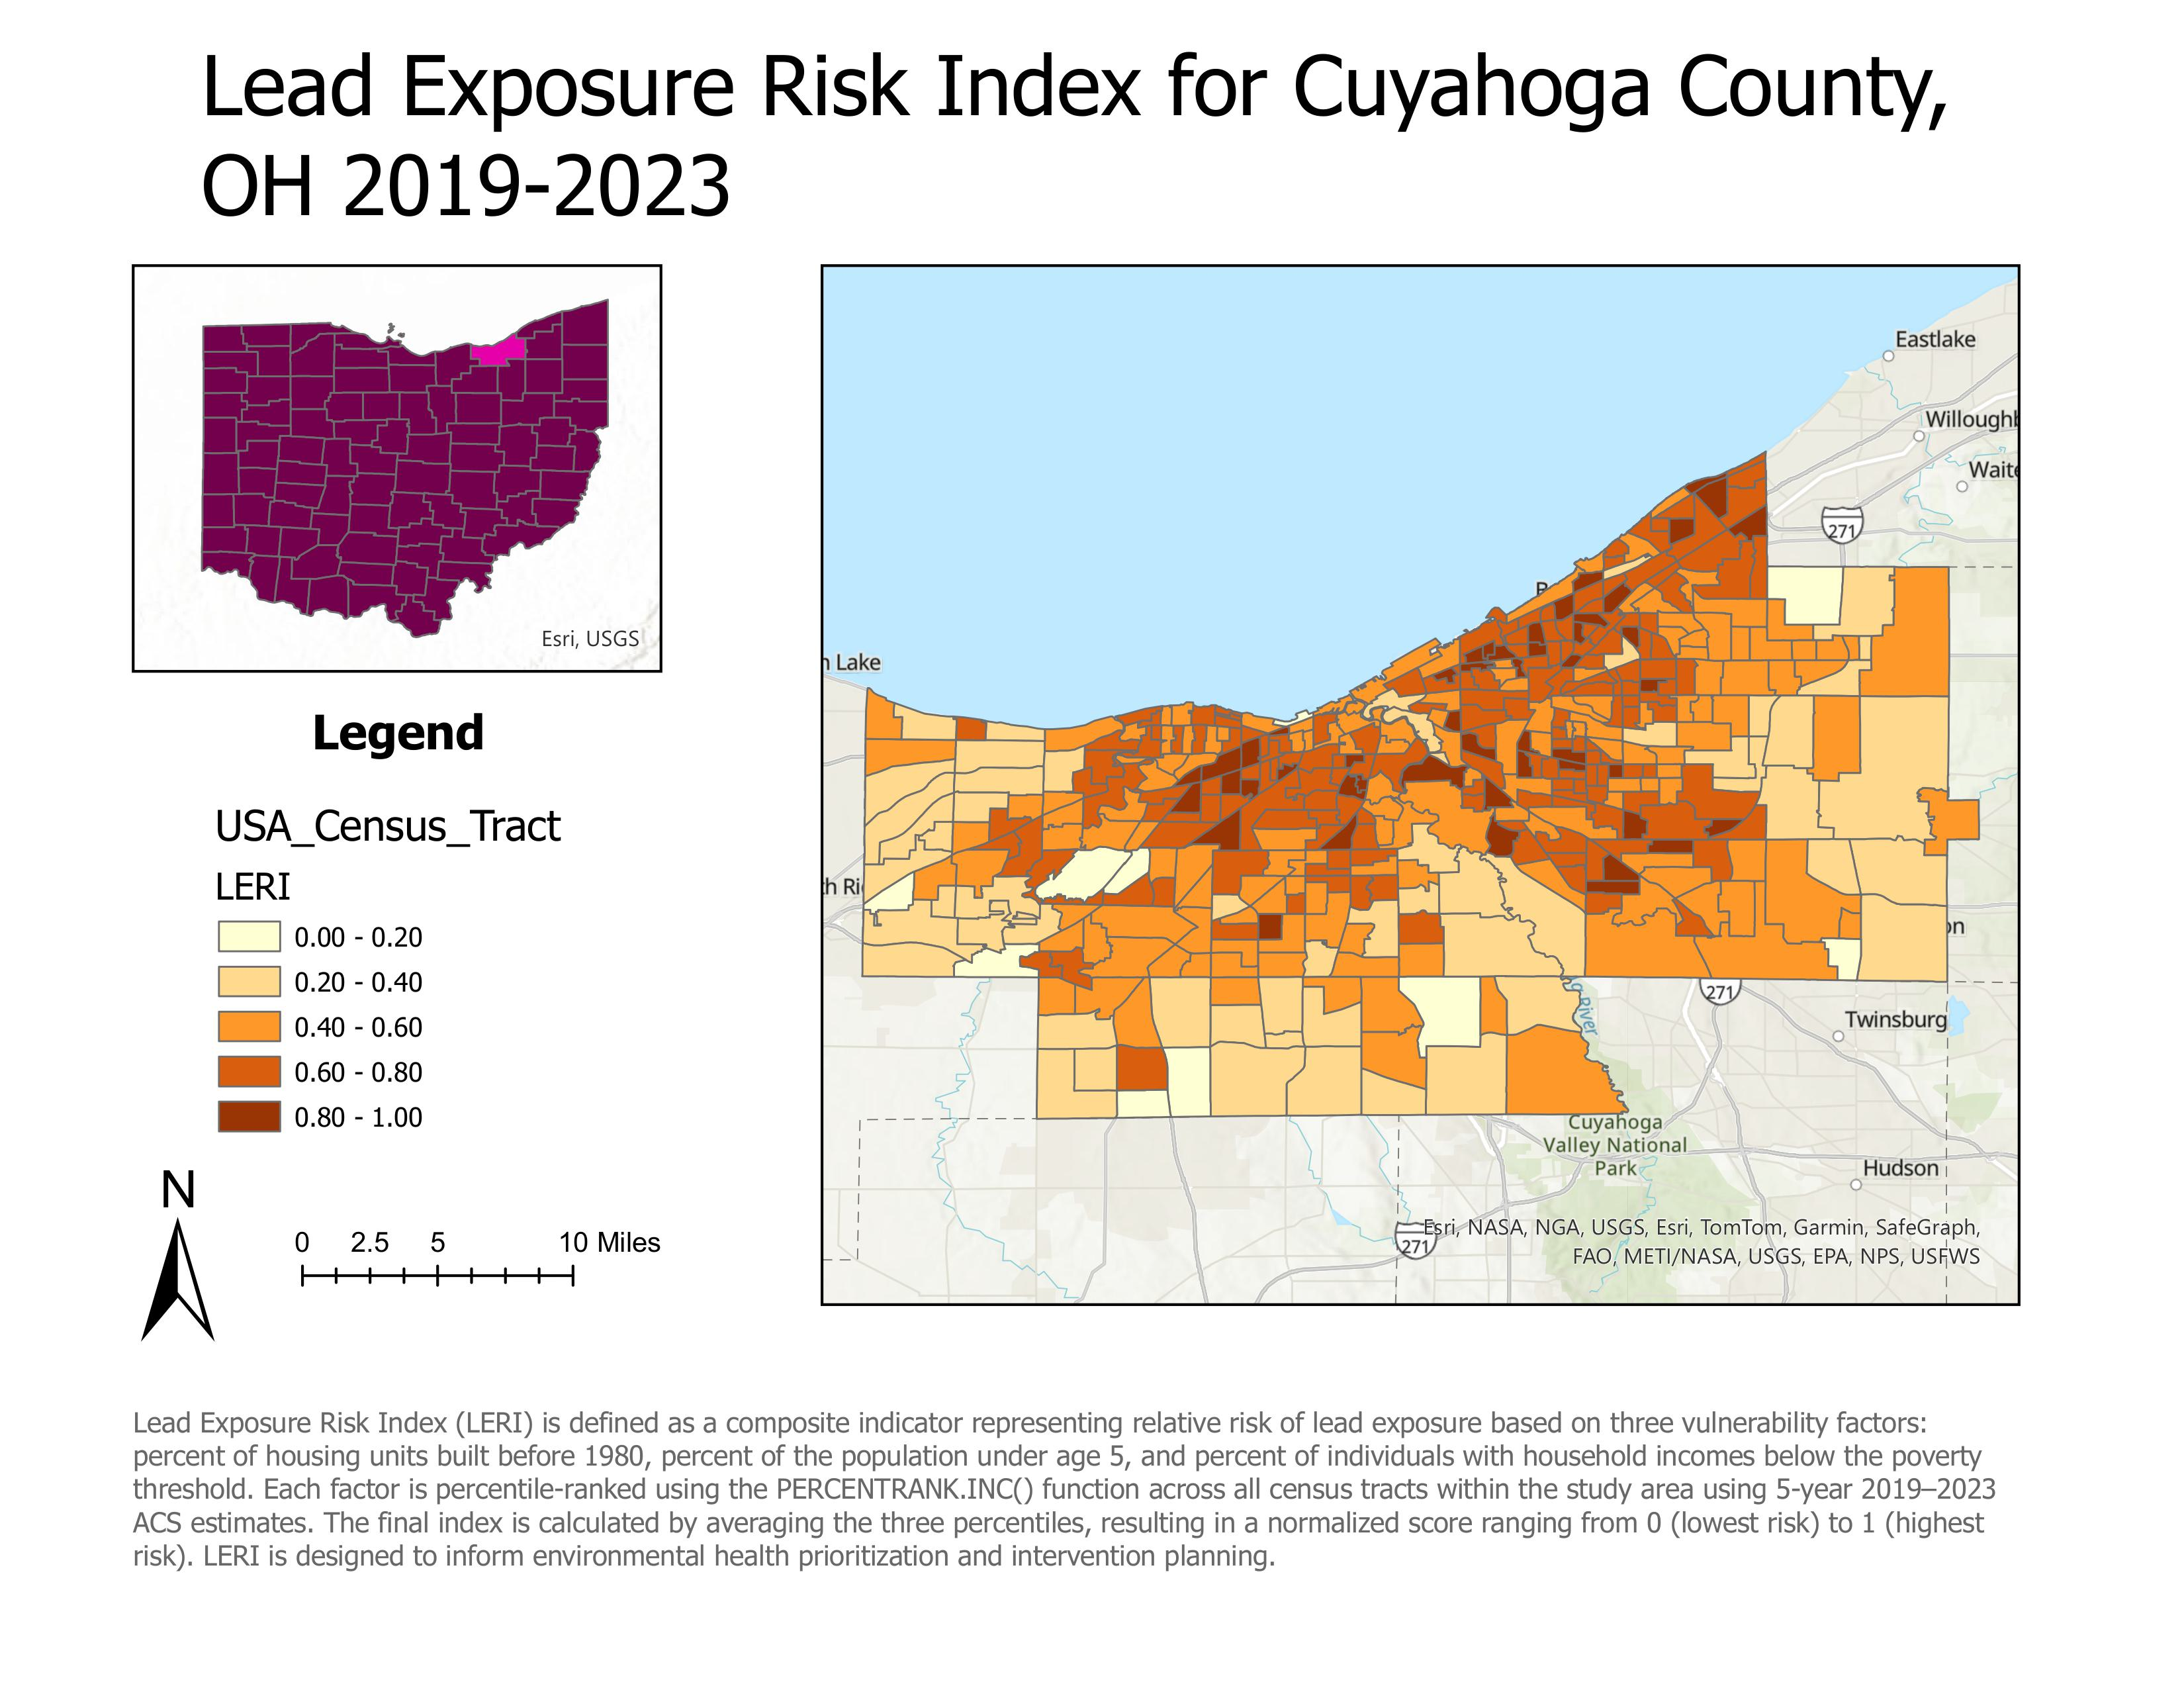 Lead Exposure Risk Index for Cuyahoga County,
OH 2019-2023
Esri, USGS
Legend
USA_Census_Tract
LERI
0.00 - 0.20
0.20 - 0.40
0.40 - 0.60
0.60 - 0.80
0.80 - 1.00
N
0 2.5 5 10 Miles
Eastlake
Willoughb
Waite
271
Lake
271
Twinsburg
River
Cuyahoga
Valley National
Park
Hudson
271
Esri, NASA, NGA, USGS, Esri, TomTom, Garmin, SafeGraph,
FAO, METI/NASA, USGS, EPA, NPS, USFWS
Lead Exposure Risk Index (LERI) is defined as a composite indicator representing relative risk of lead exposure based on three vulnerability factors:
percent of housing units built before 1980, percent of the population under age 5, and percent of individuals with household incomes below the poverty
threshold. Each factor is percentile-ranked using the PERCENTRANK.INC() function across all census tracts within the study area using 5-year 2019–2023
ACS estimates. The final index is calculated by averaging the three percentiles, resulting in a normalized score ranging from 0 (lowest risk) to 1 (highest
risk). LERI is designed to inform environmental health prioritization and intervention planning.